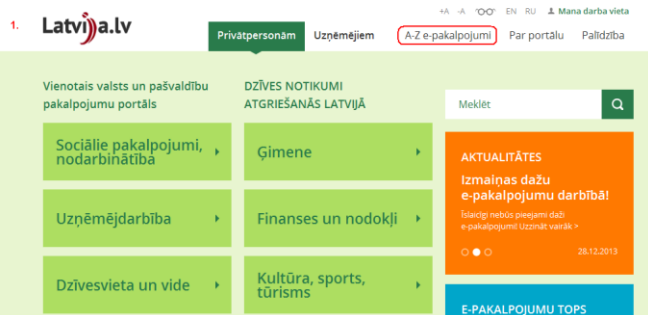 +A -A EN RU Mana darba vieta
1. Latvija.lv
Privātpersonām Uzņēmējiem A-Z e-pakalpojumi Par portālu Palīdzība
Vienotais valsts un pašvaldību
pakalpojumu portāls
DZĪVES NOTIKUMI
ATGRIEŠANĀS LATVIJĀ
Meklēt
Sociālie pakalpojumi,
nodarbinātība
Ģimene
AKTUALITĀTES
Izmaiņas dažu
e-pakalpojumu darbībā!
Īslaicīgi nebūs pieejami daži
e-pakalpojumi! Uzzināt vairāk >
28.12.2013
Uzņēmējdarbība
Finanses un nodokļi
Dzīvesvieta un vide
Kultūra, sports,
tūrisms
E-PAKALPOJUMU TOPS